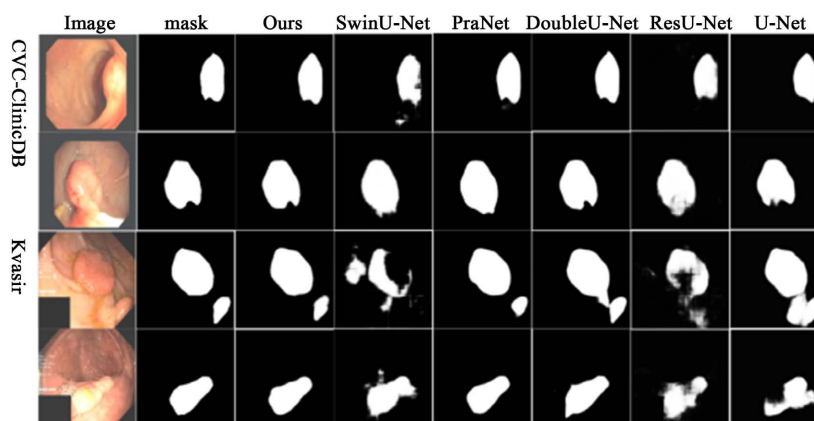 Image mask Ours SwinU-Net PraNet DoubleU-Net ResU-Net U-Net
CVC-ClinicDB
Kvasir